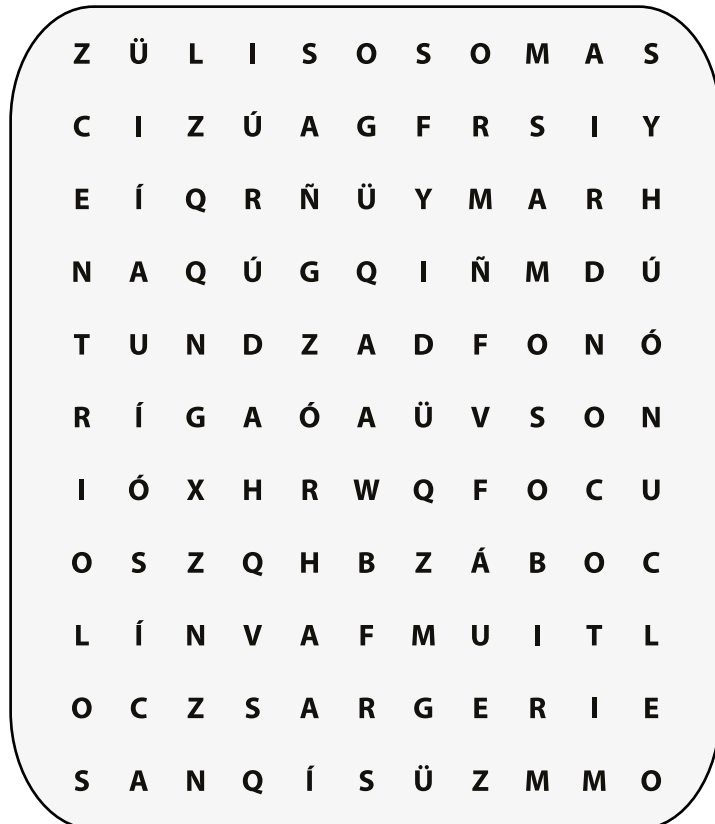 Z Ü L I S O S O M A S
C I Z Ú A G F R S I Y
E Í Q R Ñ Ü Y M A R H
N A Q Ú G Q I Ñ M D Ú
T U N D Z A D F O N Ó
R Í G A Ó A Ü V S O N
I Ó X H R W Q F O C U
O S Z Q H B Z Á B O C
L Í N V A F M U I T L
O C Z S A R G E R I E
S A N Q Í S Ü Z M M O